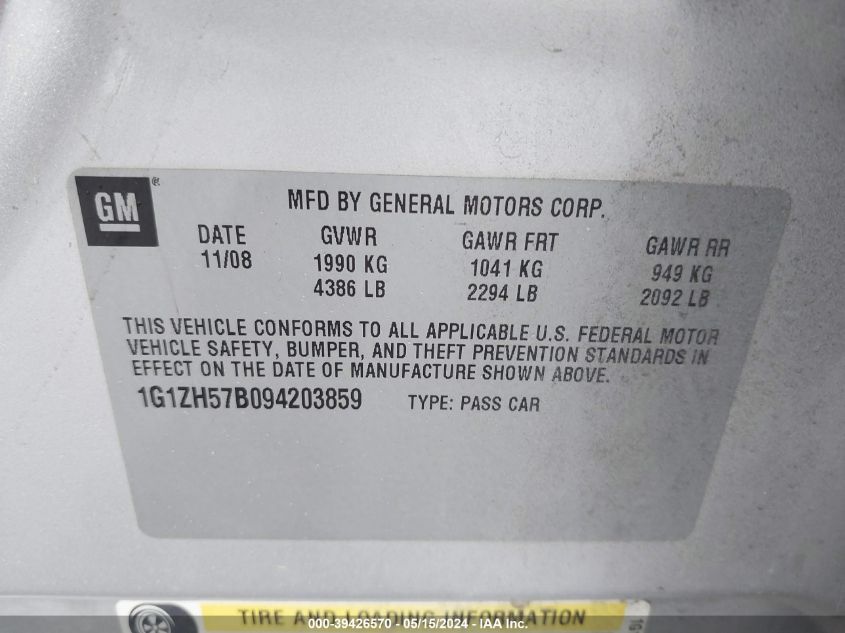 GM®
MFD BY GENERAL MOTORS CORP.
DATE GVWR GAWR FRT GAWR RR
11/08 1990 KG 1041 KG 949 KG
4386 LB 2294 LB 2092 LB
THIS VEHICLE CONFORMS TO ALL APPLICABLE U.S. FEDERAL MOTOR
VEHICLE SAFETY, BUMPER, AND THEFT PREVENTION STANDARDS IN
EFFECT ON THE DATE OF MANUFACTURE SHOWN ABOVE.
1G1ZH57B094203859 TYPE: PASS CAR
TIRE AND LOADING INFORMATION
000-39426570 - 05/15/2024 - IAA Inc.